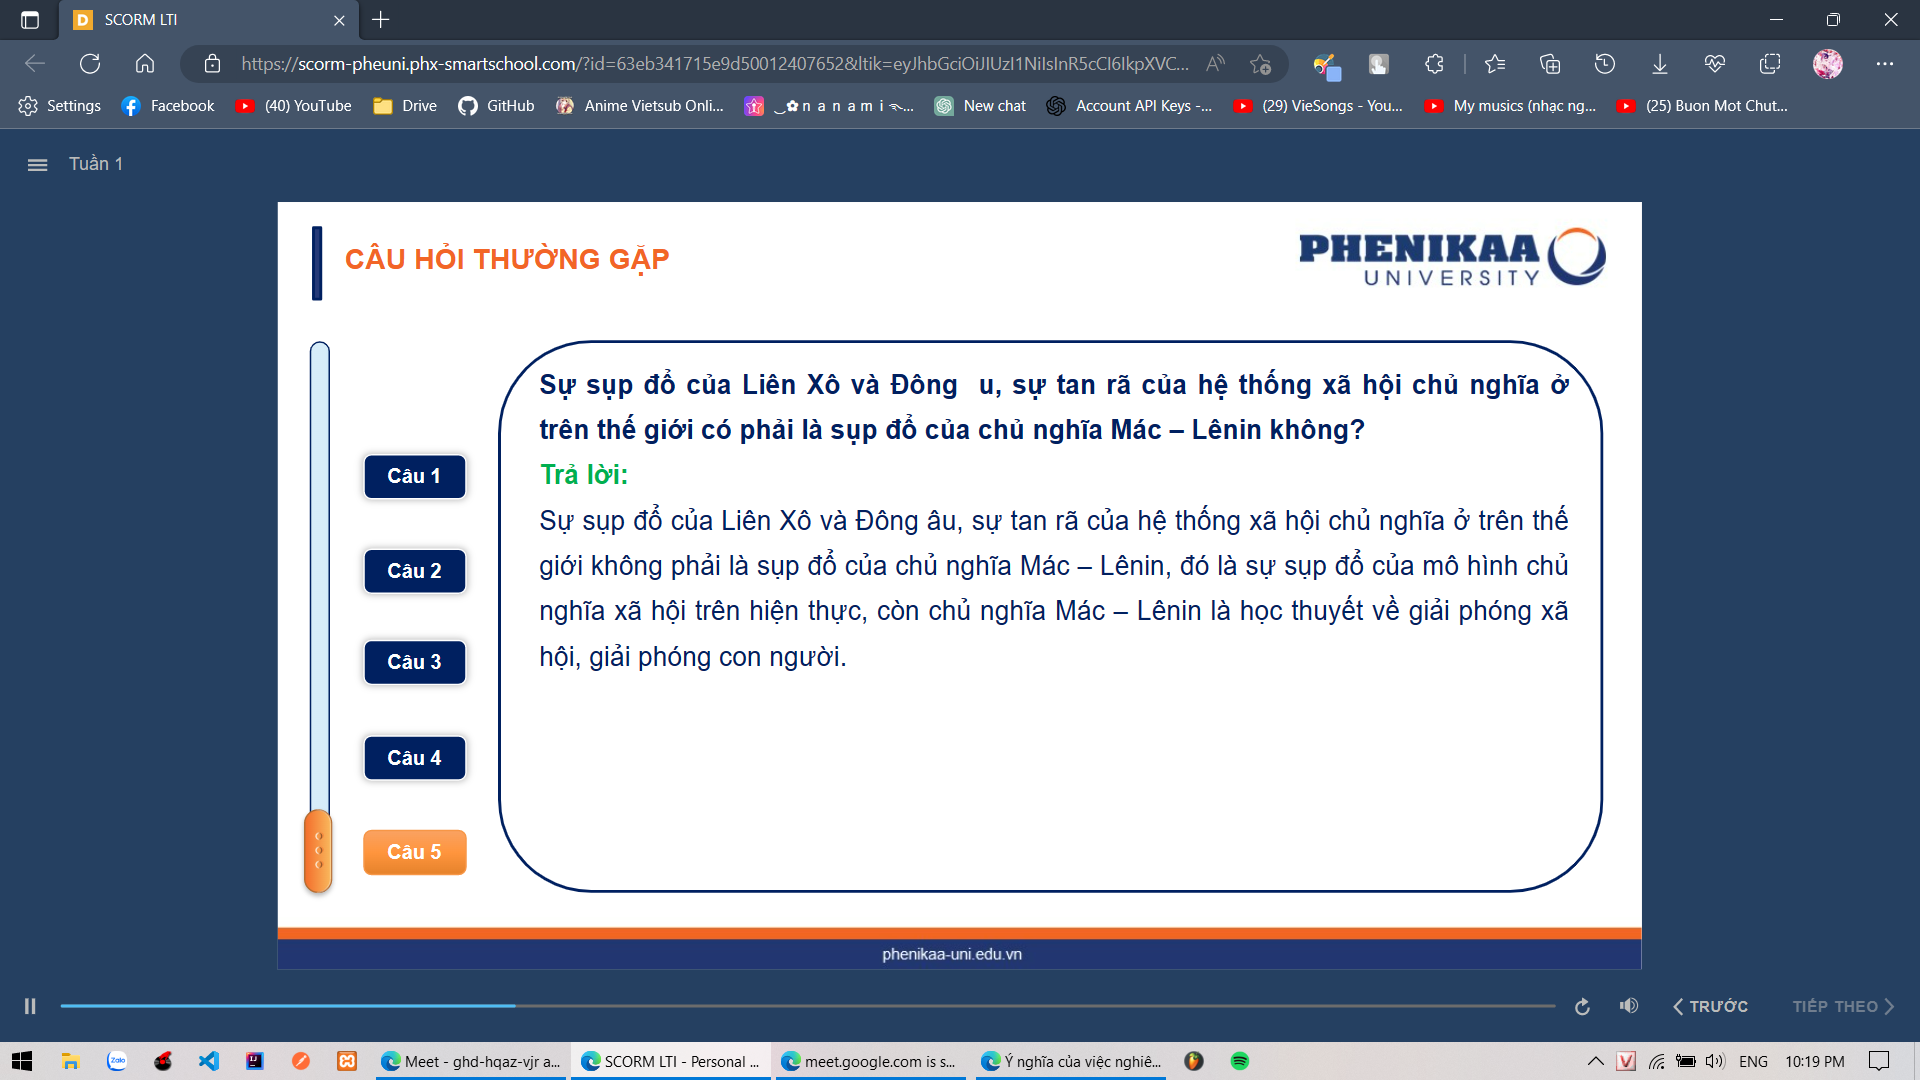 SCORM LTI
https://scorm-pheuni.phx-smartschool.com/?id=63eb341715e9d50012407652&ltik=eyJhbGciOiJIUzI1NiIsInR5cCI6IkpXVC...
Settings Facebook (40) YouTube Drive GitHub Anime Vietsub Onli... n a n a m i ... New chat Account API Keys -... (29) VieSongs - You... My musics (nhạc ng... (25) Buon Mot Chut...
Tuần 1
CÂU HỎI THƯỜNG GẶP
PHENIKAA
UNIVERSITY
Sự sụp đổ của Liên Xô và Đông u, sự tan rã của hệ thống xã hội chủ nghĩa ở
trên thế giới có phải là sụp đổ của chủ nghĩa Mác – Lênin không?
Trả lời:
Sự sụp đổ của Liên Xô và Đông âu, sự tan rã của hệ thống xã hội chủ nghĩa ở trên thế
giới không phải là sụp đổ của chủ nghĩa Mác – Lênin, đó là sự sụp đổ của mô hình chủ
nghĩa xã hội trên hiện thực, còn chủ nghĩa Mác – Lênin là học thuyết về giải phóng xã
hội, giải phóng con người.
Câu 1
Câu 2
Câu 3
Câu 4
Câu 5
phenikaa-uni.edu.vn
TRƯỚC TIẾP THEO
Zalo Meet - ghd-hqaz-vjr a... SCORM LTI - Personal ... meet.google.com is s... Ý nghĩa của việc nghiê... ENG 10:19 PM